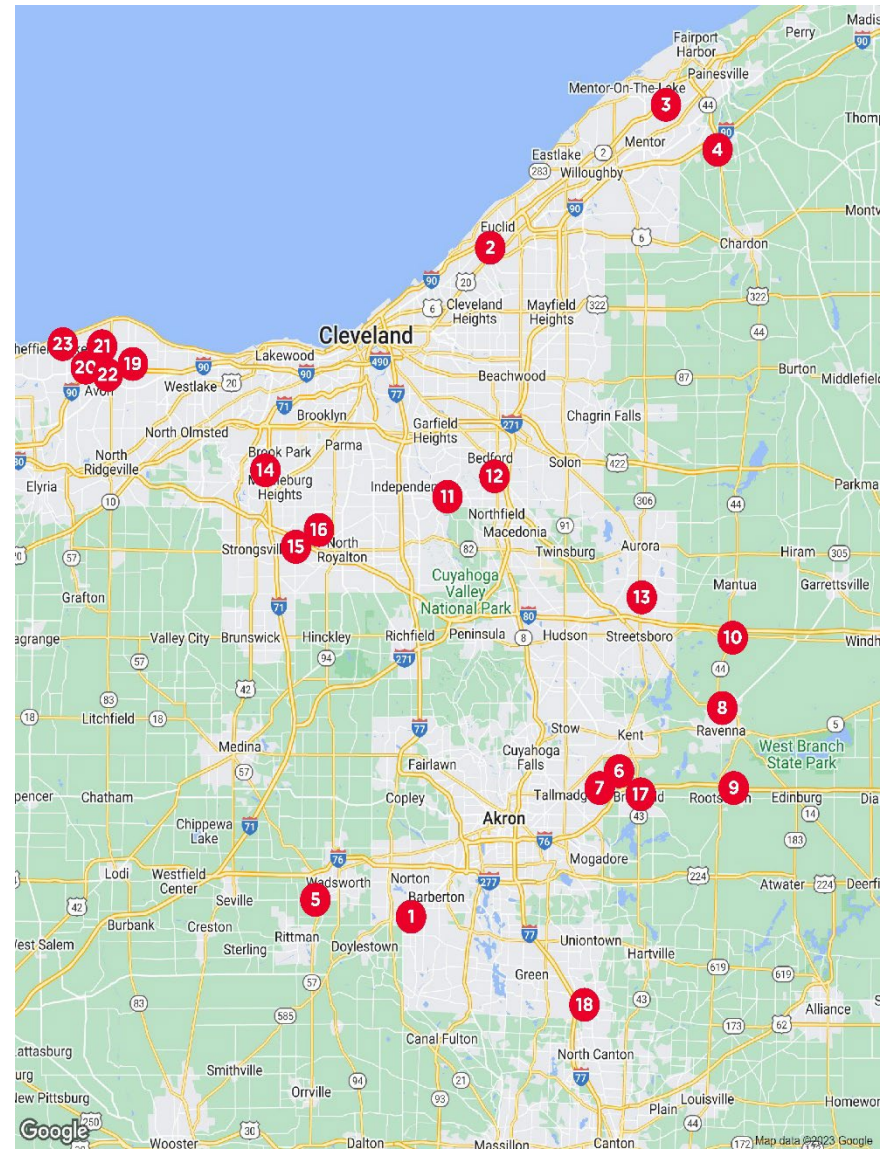 Madis
Fairport
Harbor
Perry
90
Painesville
Mentor-On-The-Lake
3
44
90
Thomp
4
2
Mentor
Eastlake
283
Willoughby
90
Montv
Euclid
6
Chardon
2
90
20
322
6
Cleveland
Heights
Mayfield
Heights
322
44
Cleveland
23
21
20
22
19
Avon
90
90
Lakewood
90
490
Westlake
20
71
77
Beachwood
87
Burton
Middlefield
Brooklyn
Chagrin Falls
North Olmsted
Parma
Garfield
Heights
271
North
Ridgeville
Brook Park
14
Heights
Bedford
12
Solon
422
80
Elyria
10
11
306
44
Parkma
Northfield
Macedonia
91
16
15
North
Royalton
82
Twinsburg
Aurora
Hiram
305
57
20
Grafton
Cuyahoga
Valley
National Park
Mantua
Garrettsville
71
13
80
10
Valley City
Brunswick
Hinckley
Richfield
Peninsula
8
Hudson
Streetsboro
Windh
57
94
271
44
83
42
8
18
Litchfield
18
77
Stow
Kent
Ravenna
5
Medina
Cuyahoga
Falls
West Branch
State Park
57
Fairlawn
6
7
17
9
Chatham
Copley
43
Edinburg
Akron
14
Chippewa
Lake
71
76
76
Mogadore
183
Lodi
Westfield
Center
Wadsworth
Norton
277
224
Atwater
224
Deerfi
42
Seville
5
Barberton
1
Burbank
Creston
Rittman
Doylestown
77
Uniontown
Sterling
Hartville
57
619
619
Green
83
18
43
Alliance
585
173
62
Canal Fulton
North Canton
77
Smithville
94
21
Orrville
93
Louisville
New Pittsburg
Plain
Homewor
44
250
Google
30
Wooster
Dalton
Massillon
Canton
172
Map data ©2023 Google